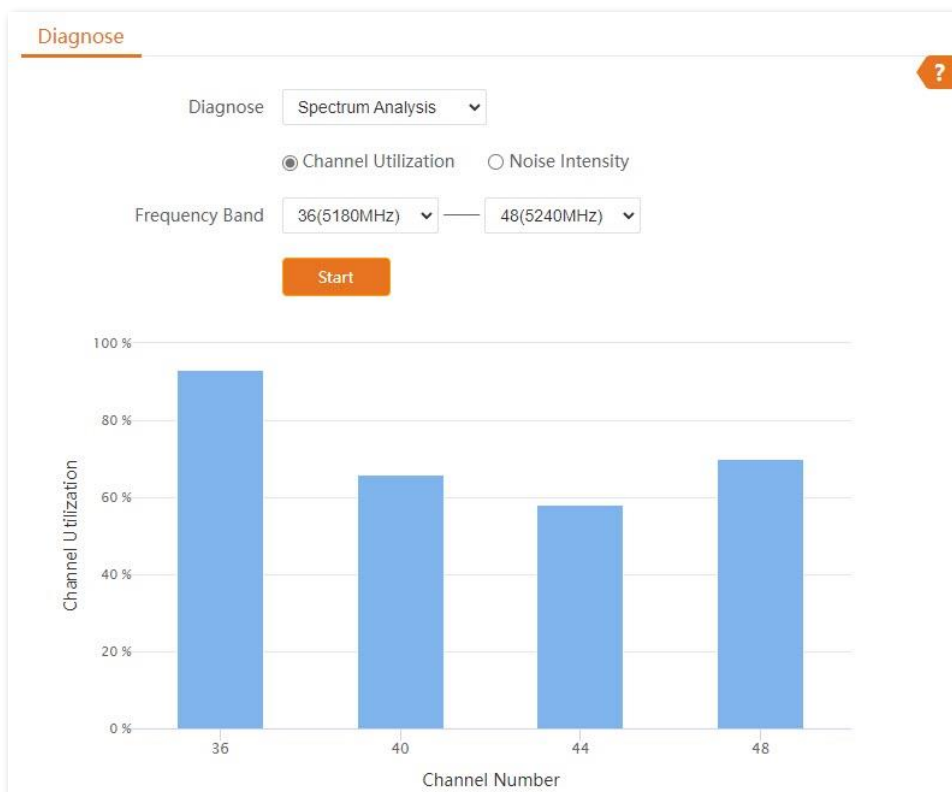 Diagnose
?
Diagnose Spectrum Analysis
Channel Utilization Noise Intensity
Frequency Band 36(5180MHz) 48(5240MHz)
Start
100 %
80 %
60 %
40 %
20 %
0 %
Channel Utilization
36 40 44 48
Channel Number